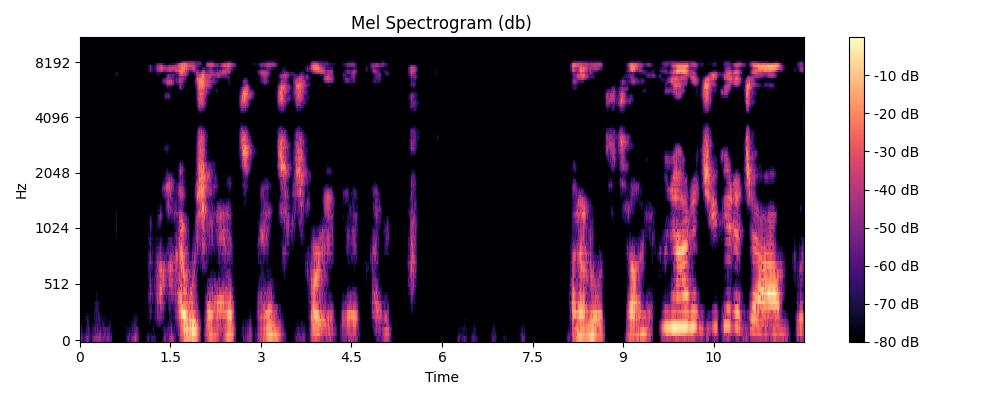 Mel Spectrogram (db)
8192
4096
2048
1024
512
0
Hz
0 1.5 3 4.5 6 7.5 9 10
Time
-10 dB
-20 dB
-30 dB
-40 dB
-50 dB
-60 dB
-70 dB
-80 dB